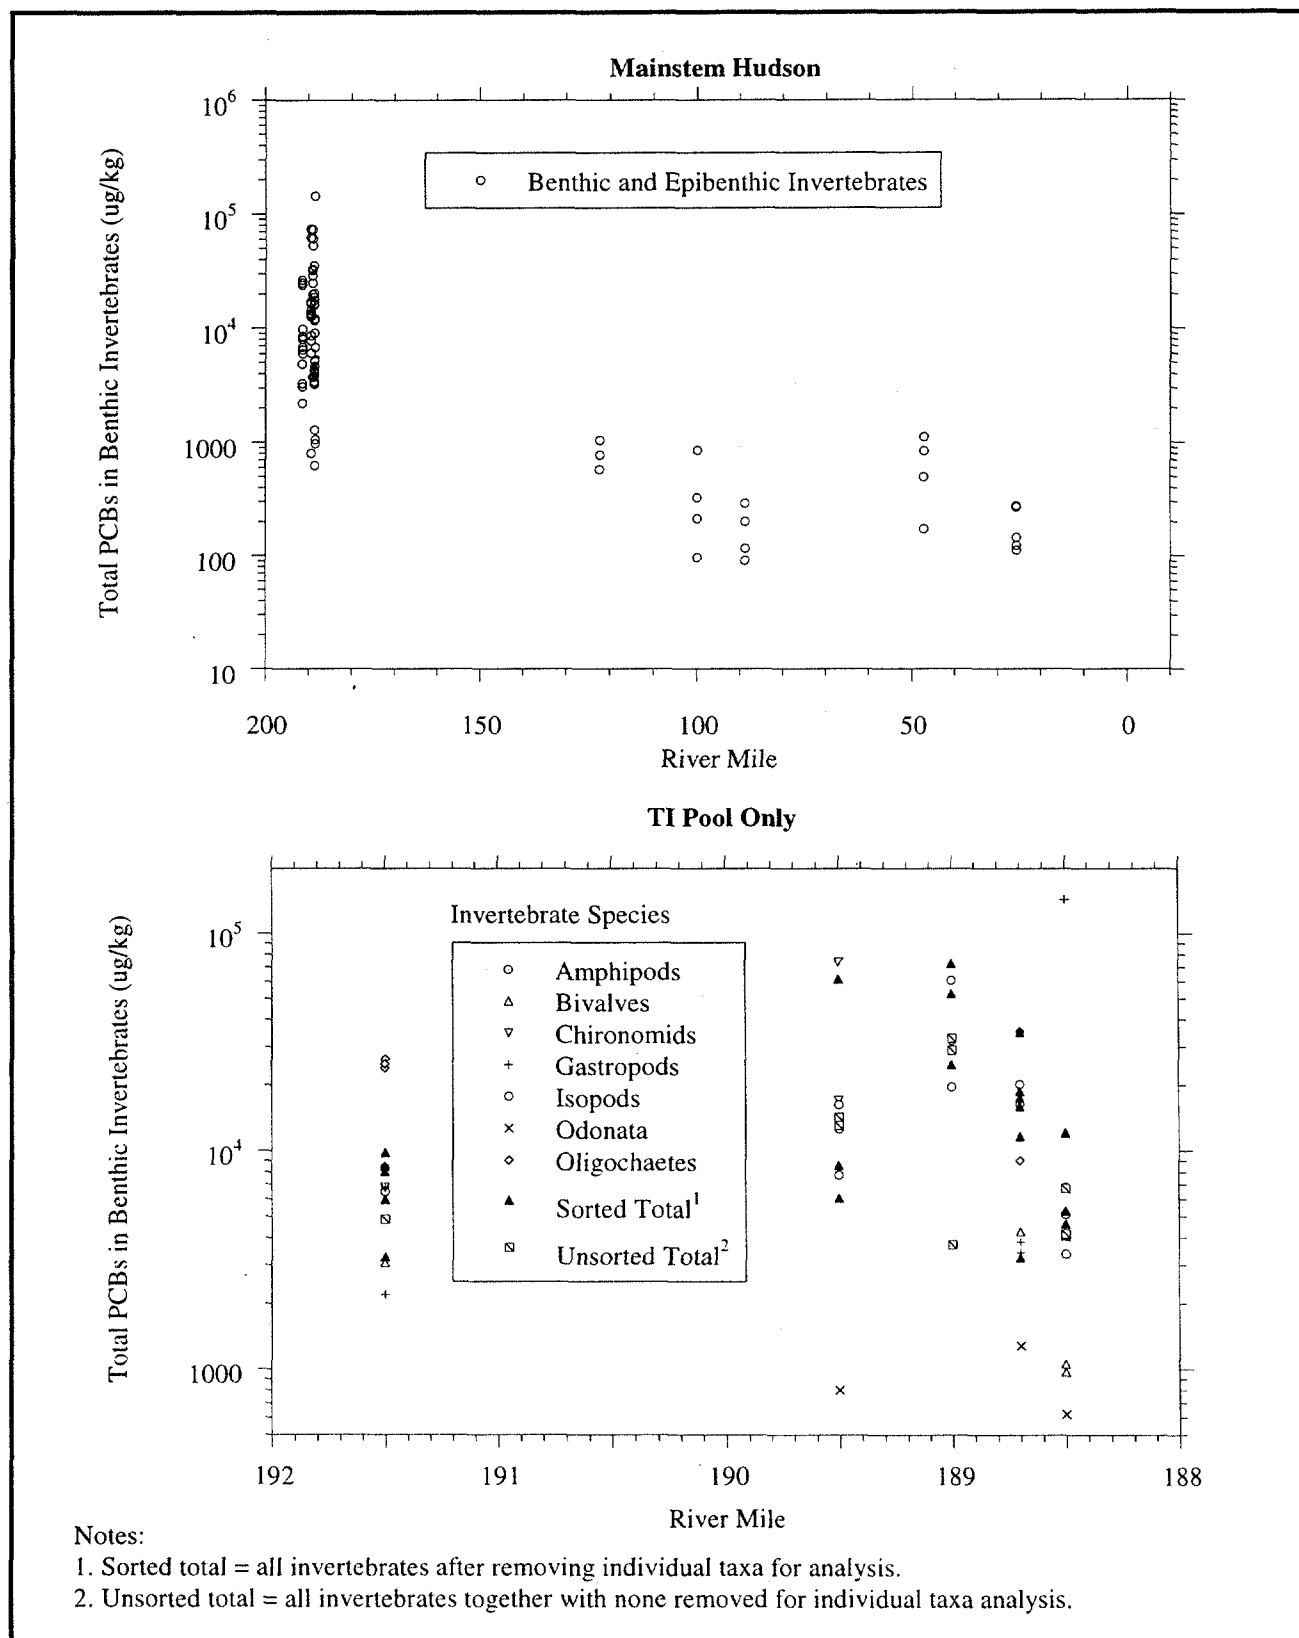 Mainstem Hudson
Total PCBs in Benthic Invertebrates (ug/kg)
10^6
10^5
10^4
1000
100
10
○ Benthic and Epibenthic Invertebrates
200 150 100 50 0
River Mile
TI Pool Only
Total PCBs in Benthic Invertebrates (ug/kg)
10^5
10^4
1000
Invertebrate Species
○ Amphipods
△ Bivalves
▽ Chironomids
+ Gastropods
○ Isopods
× Odonata
◇ Oligochaetes
▲ Sorted Total^1
⧅ Unsorted Total^2
192 191 190 189 188
River Mile
Notes:
1. Sorted total = all invertebrates after removing individual taxa for analysis.
2. Unsorted total = all invertebrates together with none removed for individual taxa analysis.